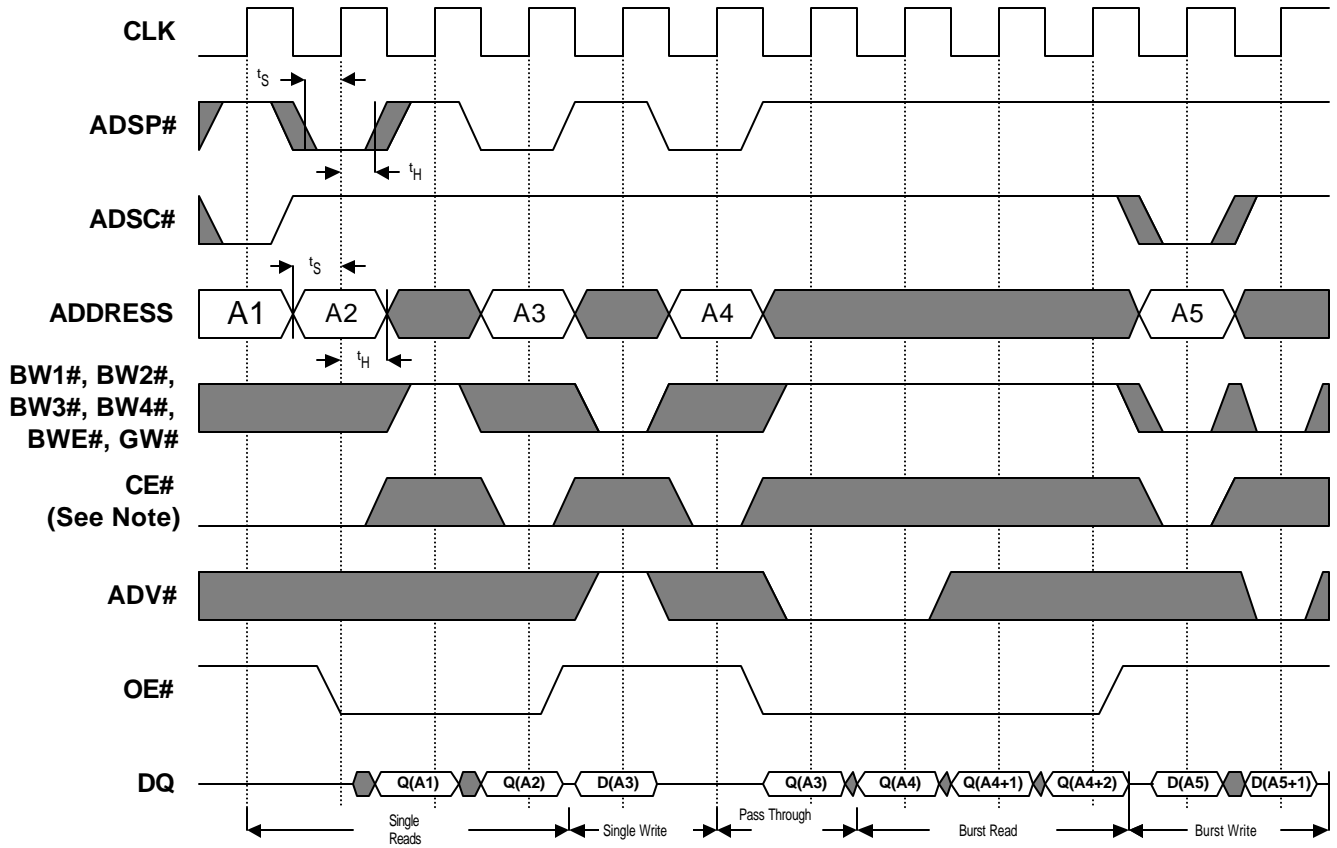 CLK
tS
ADSP#
tH
ADSC#
tS
ADDRESS
A1
A2
A3
A4
A5
tH
BW1#, BW2#,
BW3#, BW4#,
BWE#, GW#
CE#
(See Note)
ADV#
OE#
DQ
Q(A1)
Q(A2)
D(A3)
Q(A3)
Q(A4)
Q(A4+1)
Q(A4+2)
D(A5)
D(A5+1)
Single
Reads
Single Write
Pass Through
Burst Read
Burst Write